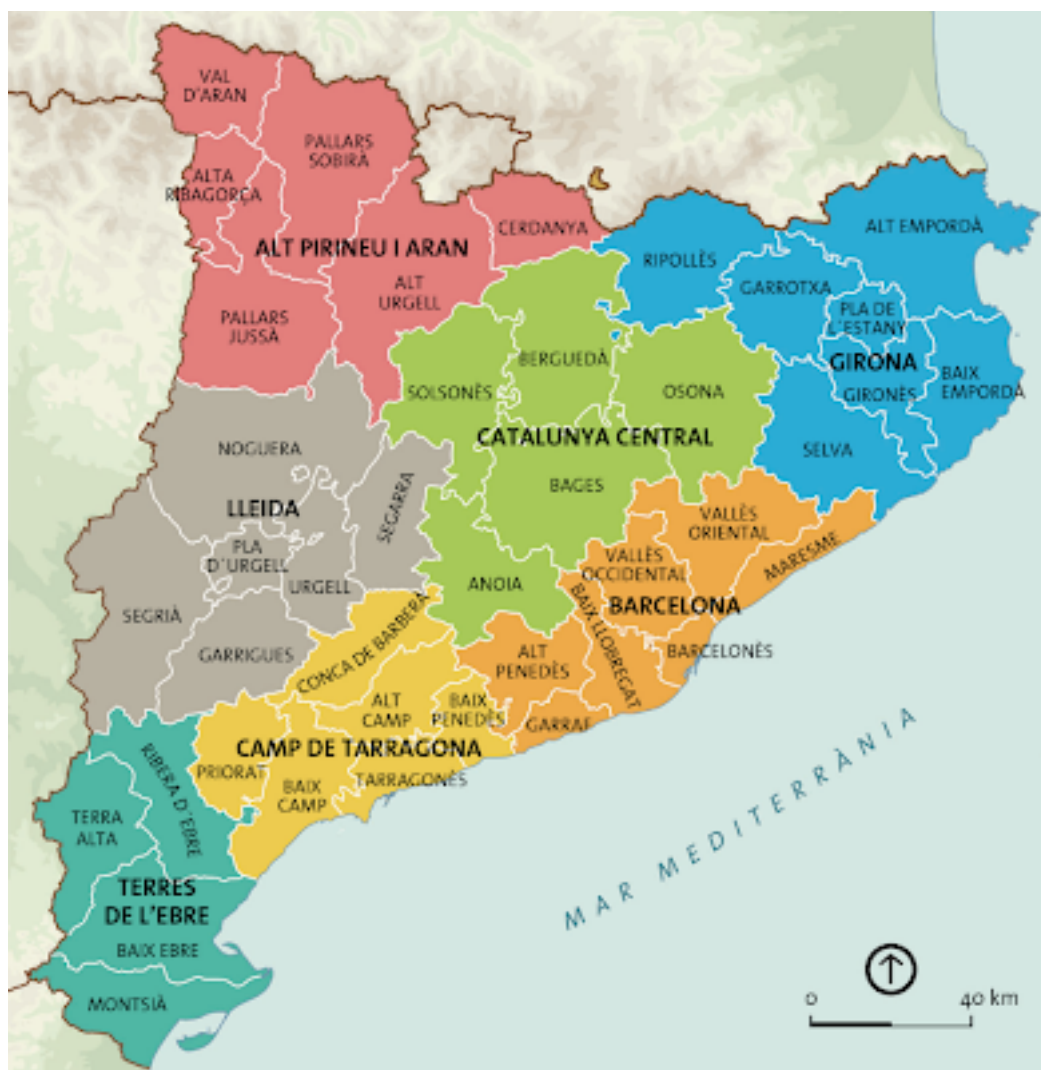 VAL
D'ARAN
PALLARS
SOBIRÀ
ALTA
RIBAGORÇA
CERDANYA
ALT PIRINEU I ARAN
ALT
URGELL
PALLARS
JUSSÀ
RIPOLLÈS
ALT EMPORDÀ
GARROTXA
PLA DE
L'ESTANY
GIRONA
GIRONÈS
BAIX
EMPORDÀ
SELVA
BERGUEDÀ
SOLSONÈS
OSONA
CATALUNYA CENTRAL
BAGES
ANOIA
NOGUERA
LLEIDA
SEGARRA
PLA
D'URGELL
URGELL
SEGRIÀ
GARRIGUES
VALLÈS
ORIENTAL
VALLÈS
OCCIDENTAL
MARESME
BARCELONA
BAIX LLOBREGAT
BARCELONÈS
ALT
PENEDÈS
GARRAF
CONCA DE BARBERÀ
ALT
CAMP
BAIX
PENEDÈS
CAMP DE TARRAGONA
PRIORAT
BAIX
CAMP
TARRAGONÈS
RIBERA D'EBRE
TERRA
ALTA
TERRES
DE L'EBRE
BAIX EBRE
MONTSIÀ
MAR MEDITERRÀNIA
0 40 km